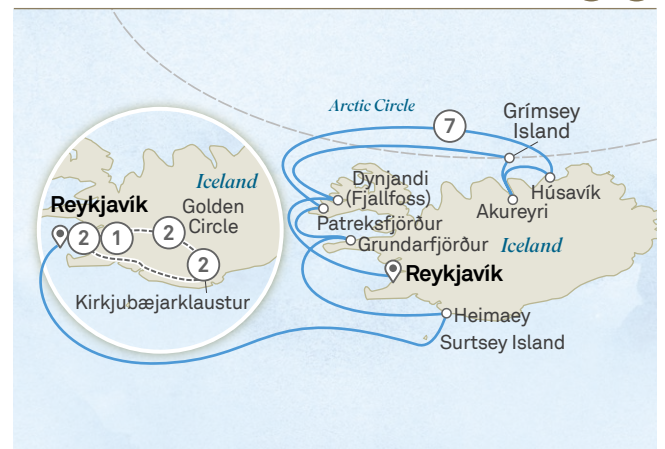 Arctic Circle
7
Grímsey
Island
Dynjandi
(Fjallfoss)
Húsavík
Akureyri
Patreksfjörður
Grundarfjörður
Iceland
Reykjavík
Heimaey
Surtsey Island
Iceland
Reykjavík
Golden
Circle
2
1
2
2
Kirkjubæjarklaustur